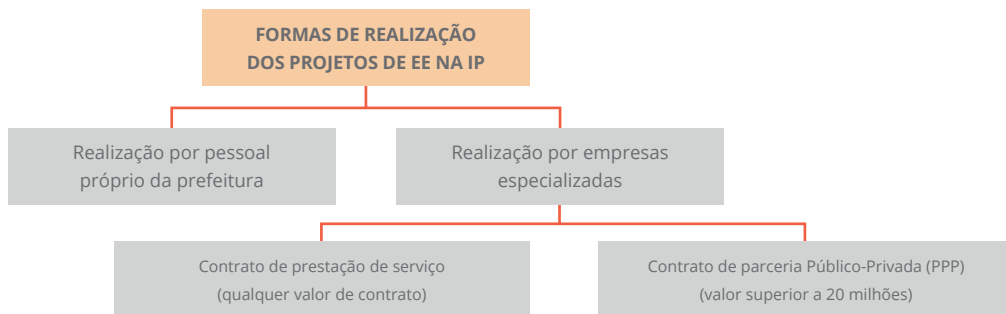 FORMAS DE REALIZAÇÃO
DOS PROJETOS DE EE NA IP
Realização por pessoal
próprio da prefeitura
Realização por empresas
especializadas
Contrato de prestação de serviço
(qualquer valor de contrato)
Contrato de parceria Público-Privada (PPP)
(valor superior a 20 milhões)